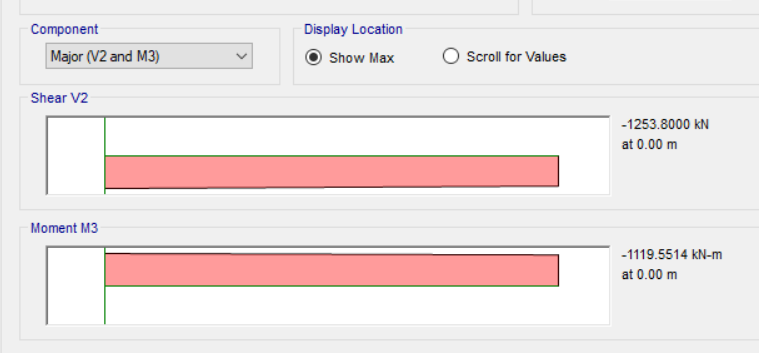 Component
Display Location
Major (V2 and M3)
Show Max
Scroll for Values
Shear V2
-1253.8000 kN
at 0.00 m
Moment M3
-1119.5514 kN-m
at 0.00 m